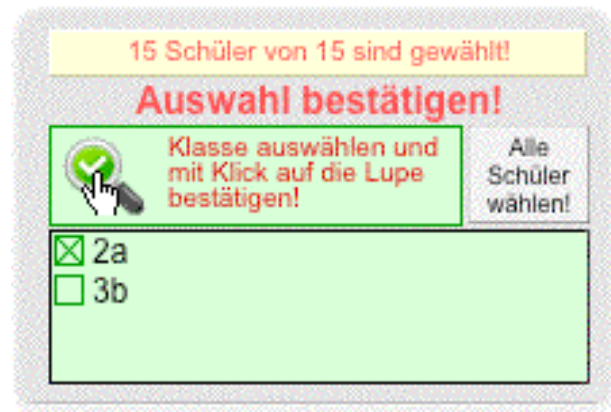 15 Schüler von 15 sind gewählt!
Auswahl bestätigen!
Klasse auswählen und
mit Klick auf die Lupe
bestätigen!
Alle
Schüler
wählen!
2a
3b